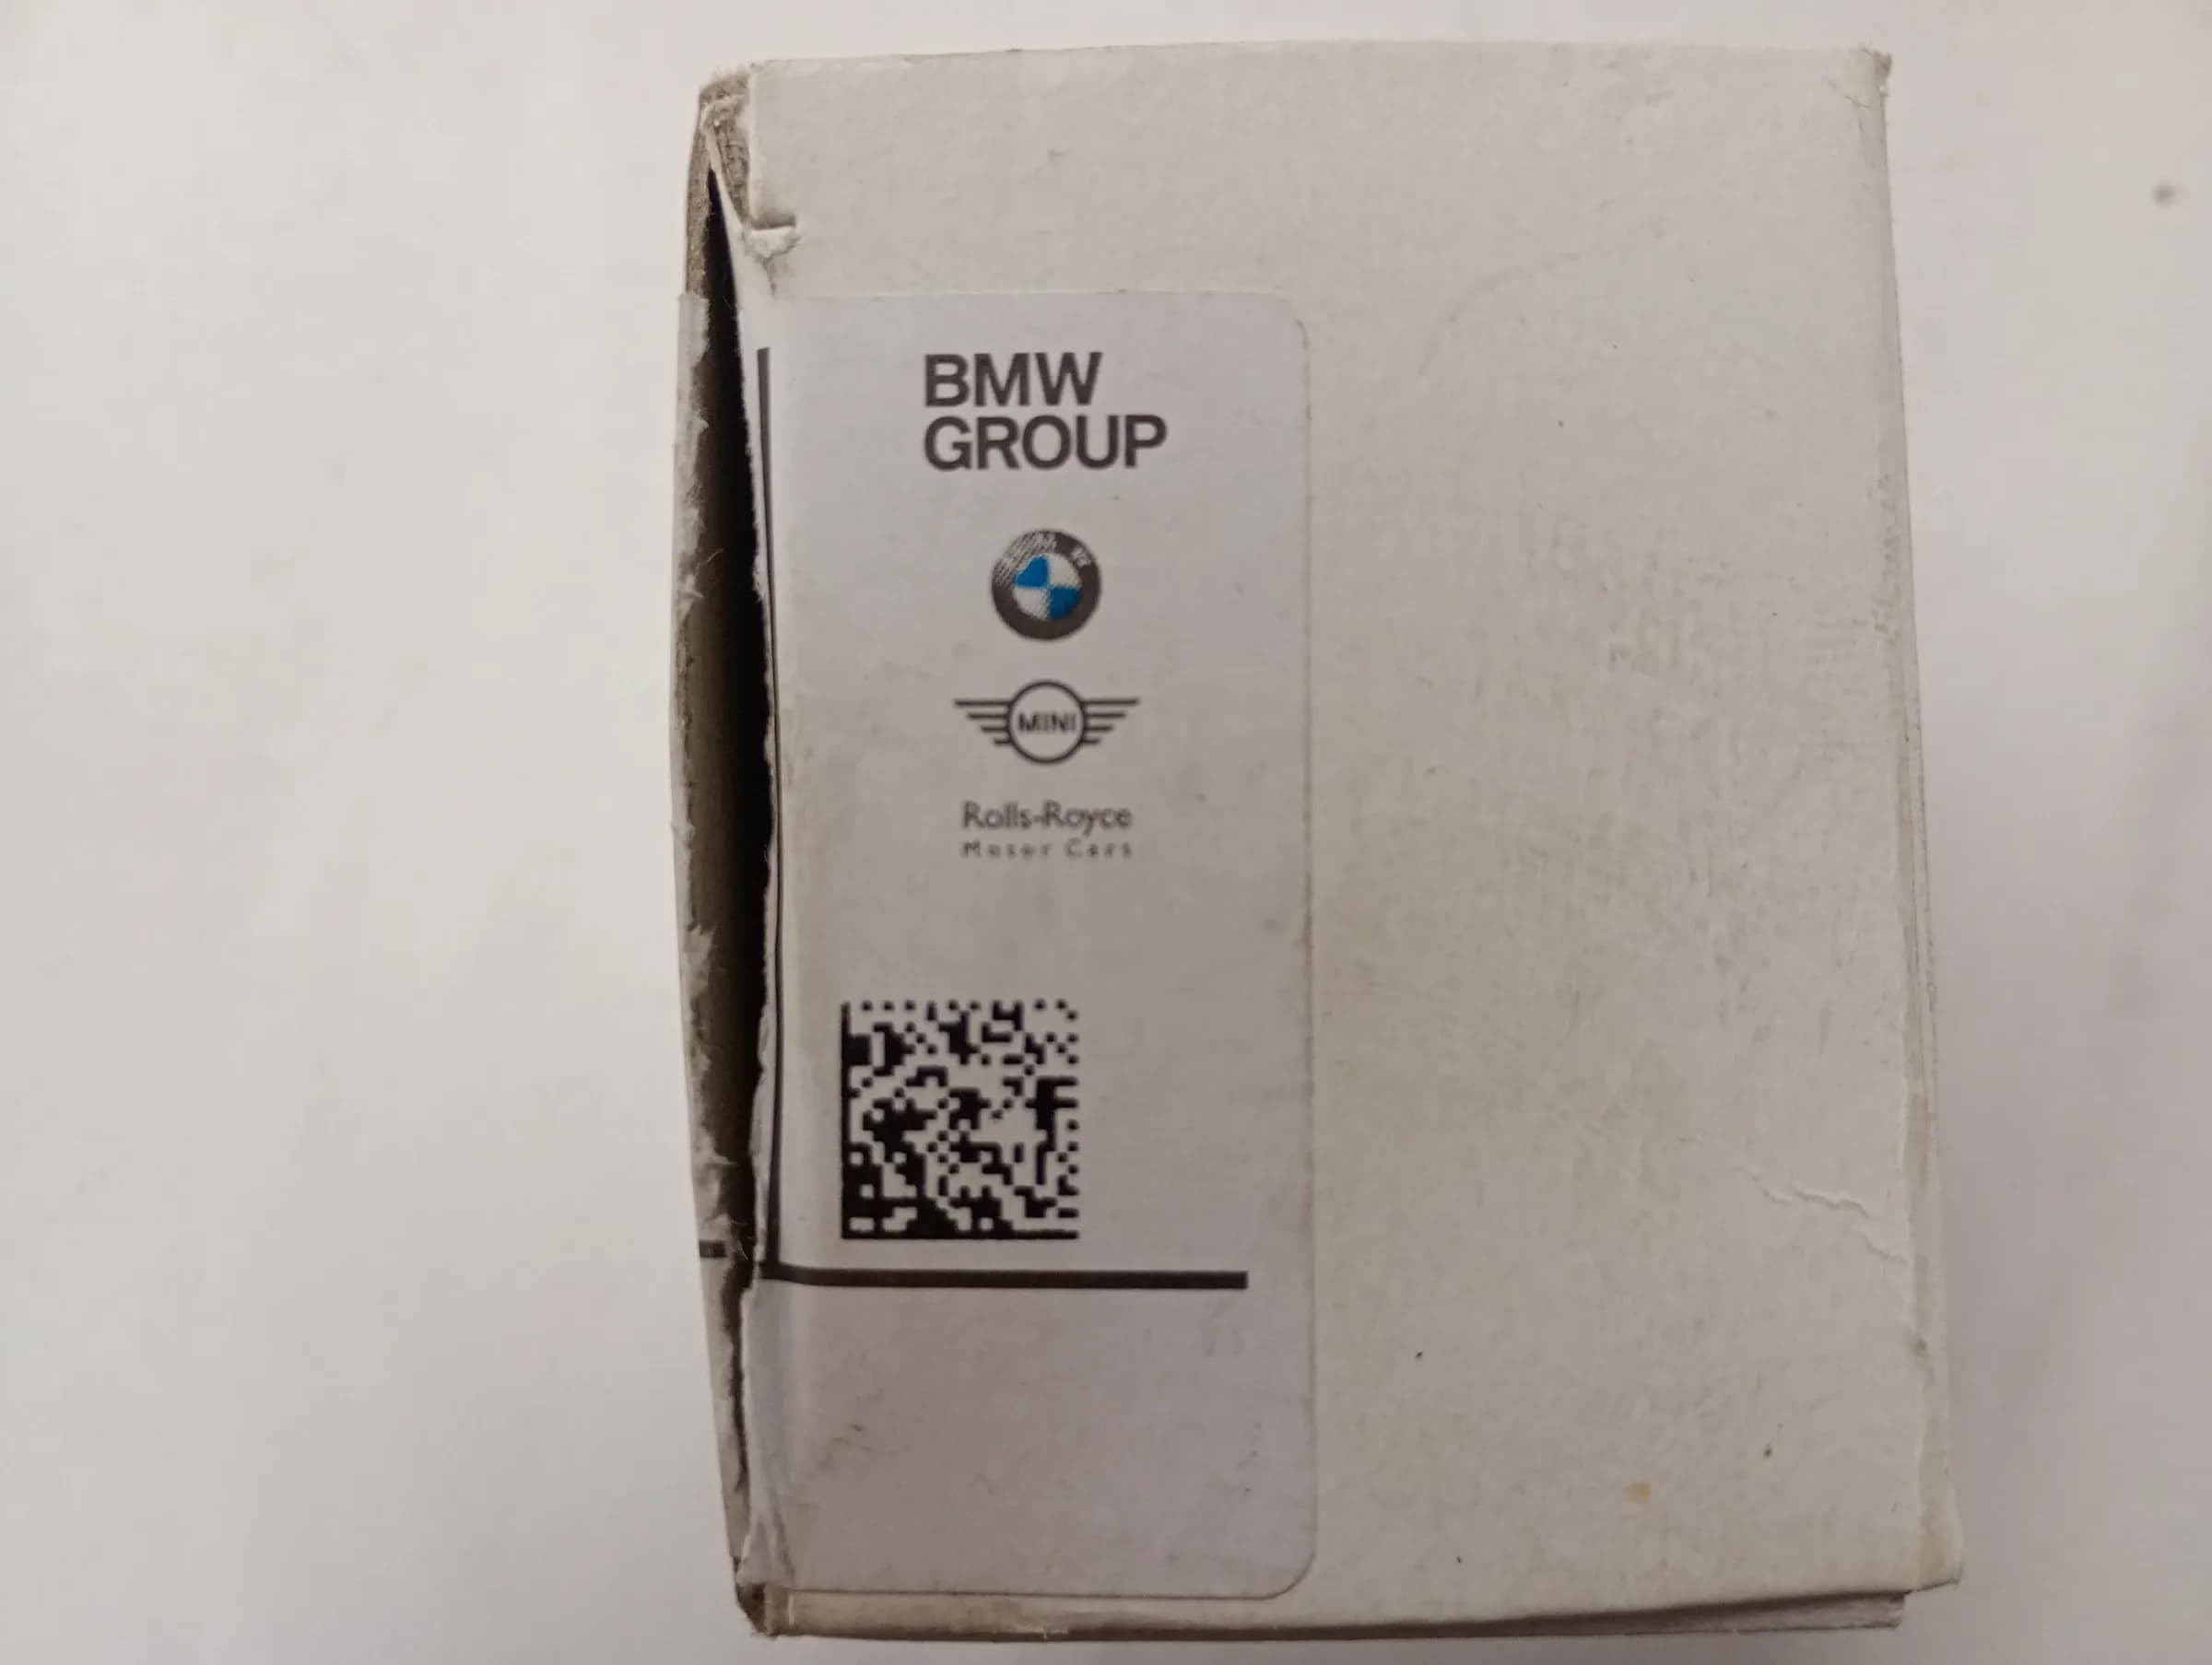 BMW
GROUP
MINI
Rolls-Royce
Motor Cars